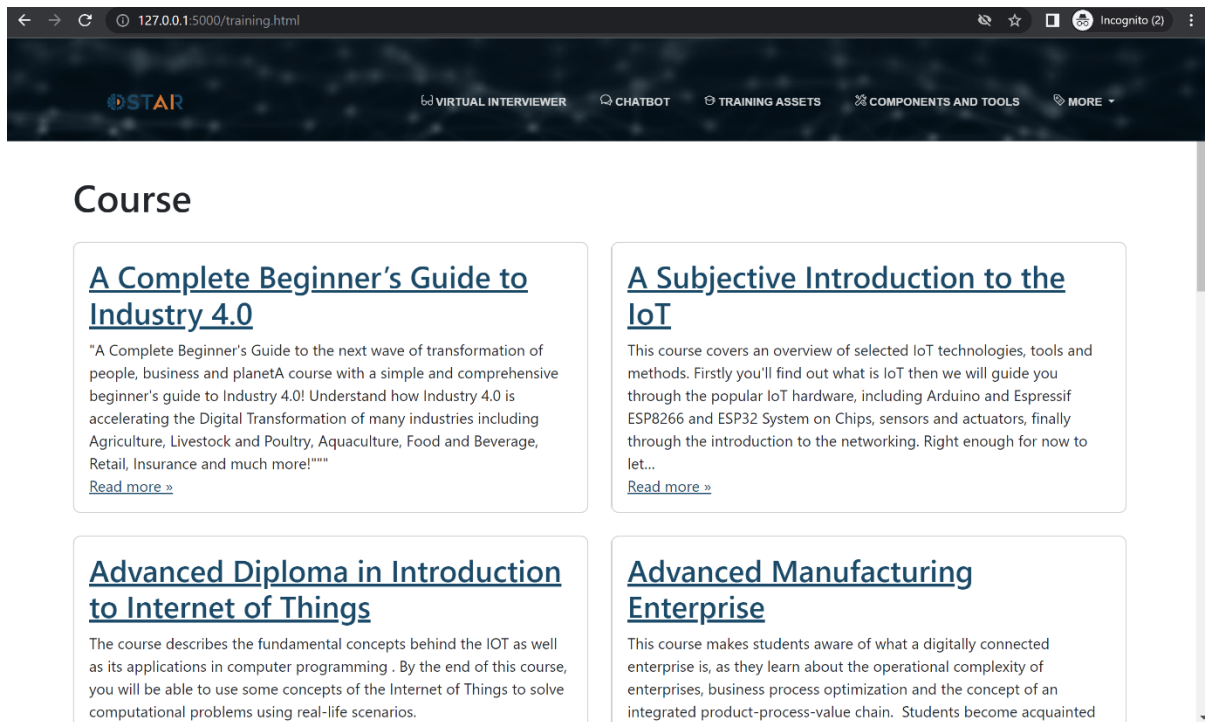 127.0.0.1:5000/training.html
Incognito (2)
STAR
VIRTUAL INTERVIEWER
CHATBOT
TRAINING ASSETS
COMPONENTS AND TOOLS
MORE
Course
A Complete Beginner’s Guide to
Industry 4.0
"A Complete Beginner's Guide to the next wave of transformation of
people, business and planetA course with a simple and comprehensive
beginner's guide to Industry 4.0! Understand how Industry 4.0 is
accelerating the Digital Transformation of many industries including
Agriculture, Livestock and Poultry, Aquaculture, Food and Beverage,
Retail, Insurance and much more!"""
Read more »
A Subjective Introduction to the
IoT
This course covers an overview of selected IoT technologies, tools and
methods. Firstly you'll find out what is IoT then we will guide you
through the popular IoT hardware, including Arduino and Espressif
ESP8266 and ESP32 System on Chips, sensors and actuators, finally
through the introduction to the networking. Right enough for now to
let...
Read more »
Advanced Diploma in Introduction
to Internet of Things
The course describes the fundamental concepts behind the IOT as well
as its applications in computer programming . By the end of this course,
you will be able to use some concepts of the Internet of Things to solve
computational problems using real-life scenarios.
Advanced Manufacturing
Enterprise
This course makes students aware of what a digitally connected
enterprise is, as they learn about the operational complexity of
enterprises, business process optimization and the concept of an
integrated product-process-value chain. Students become acquainted